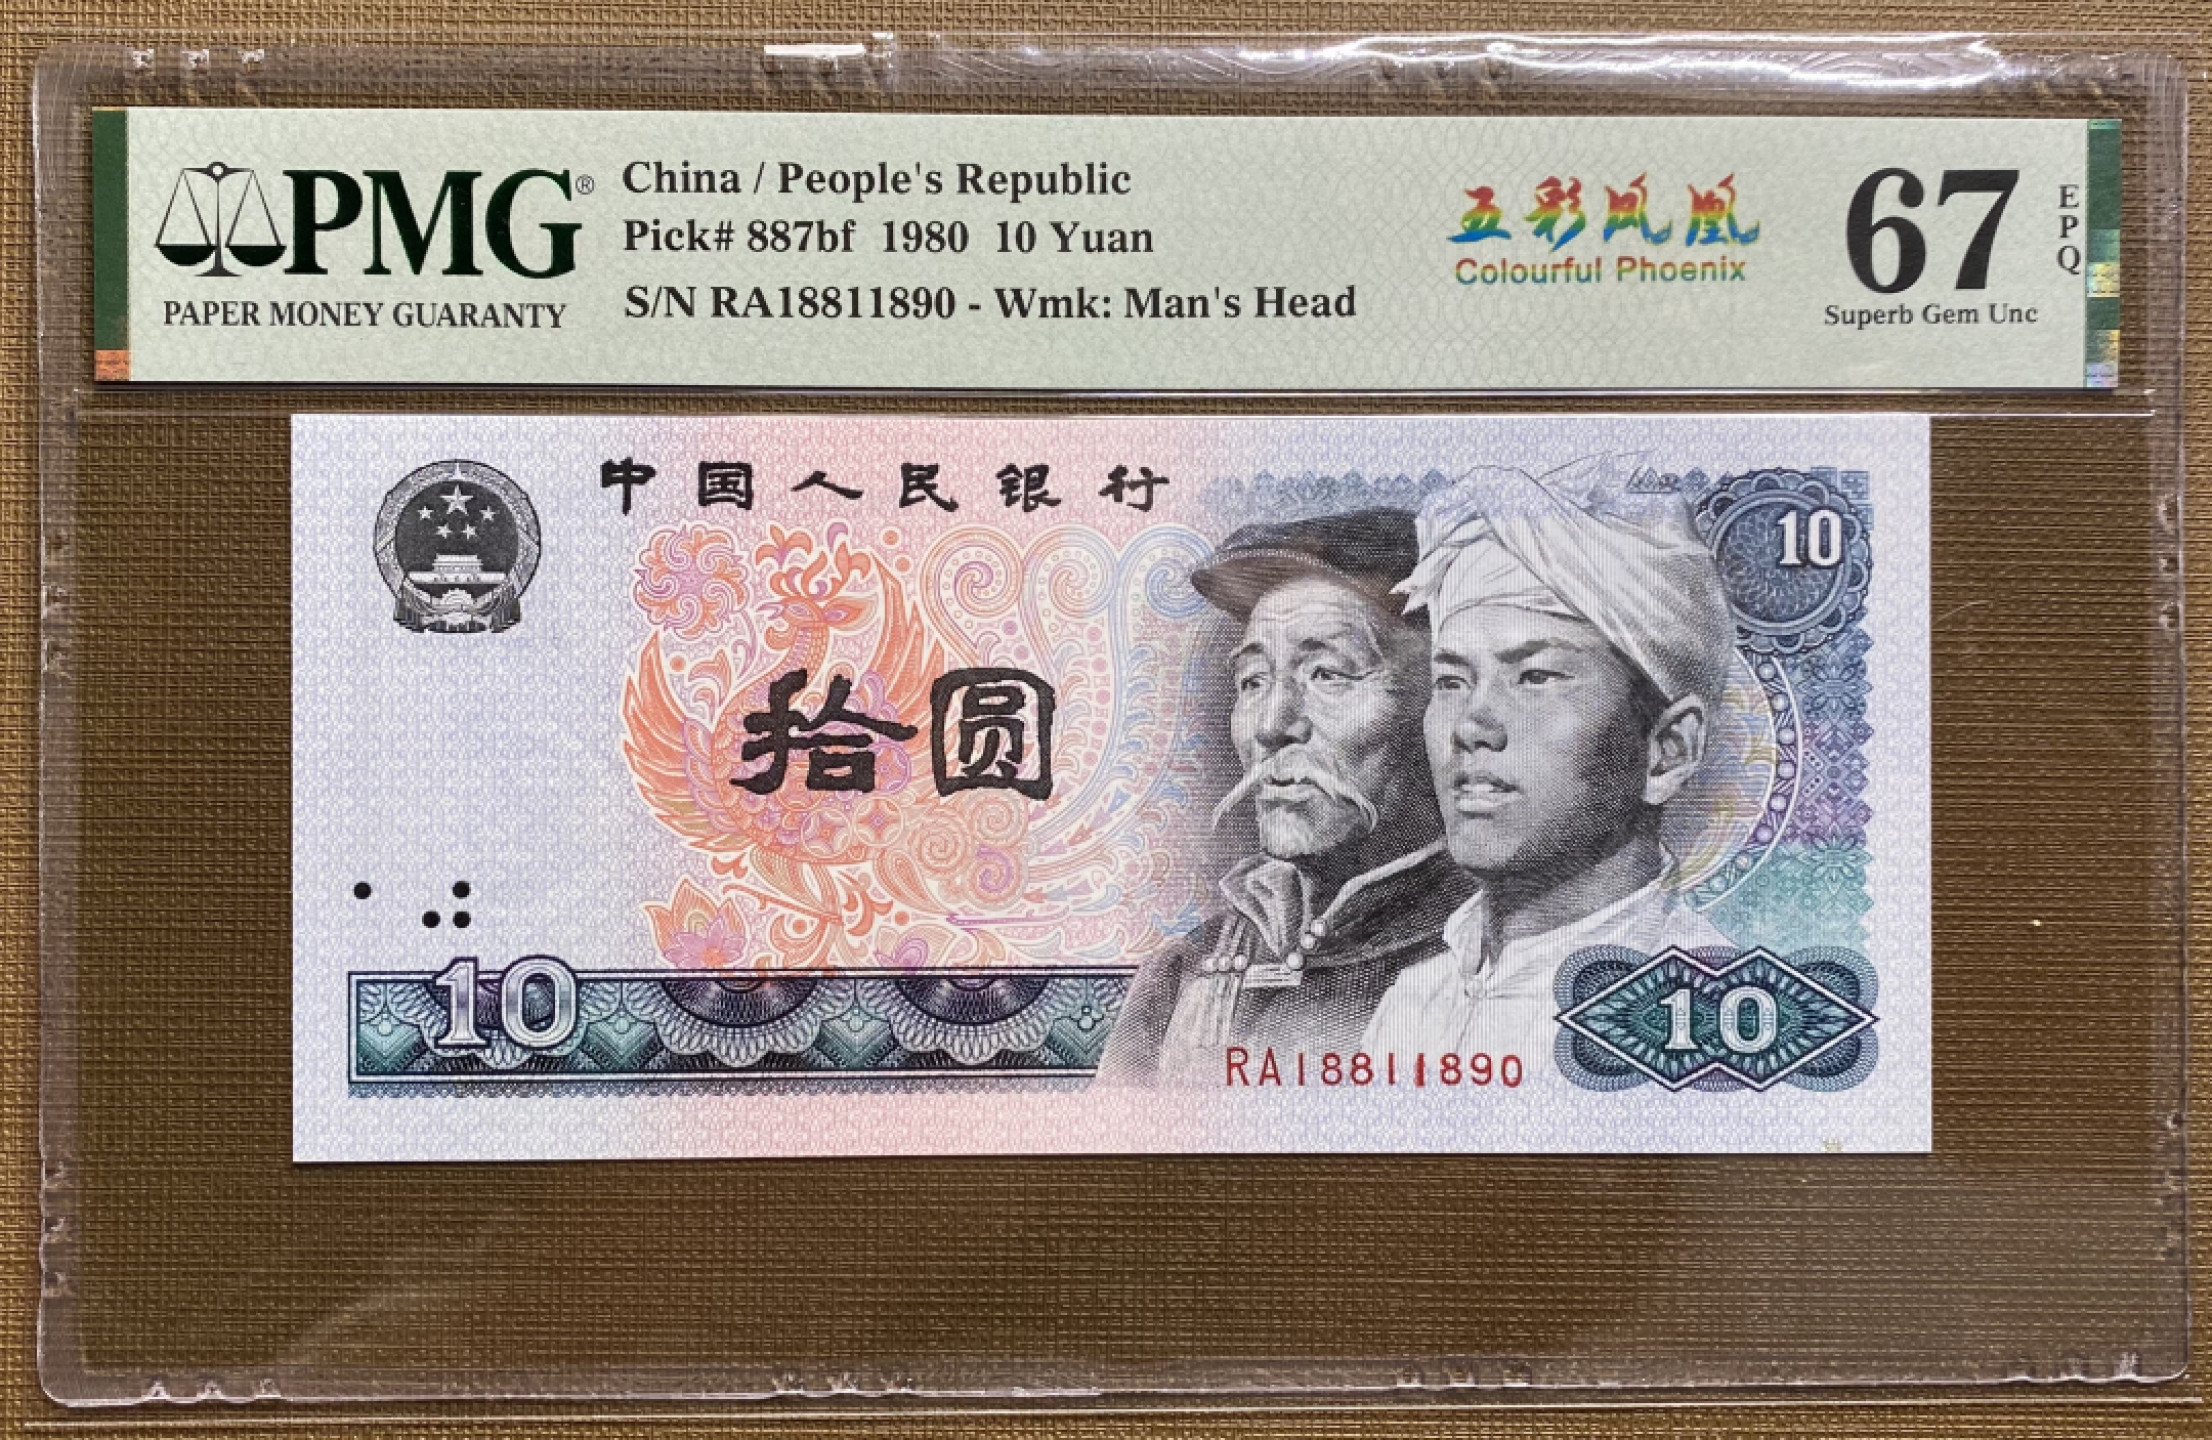 PMG®
PAPER MONEY GUARANTY
China / People's Republic
Pick# 887bf 1980 10 Yuan
S/N RA18811890 - Wmk: Man's Head
五彩凤凰
Colourful Phoenix
67
EPQ
Superb Gem Unc
中国人民银行
10
拾圆
10
10
RA18811890